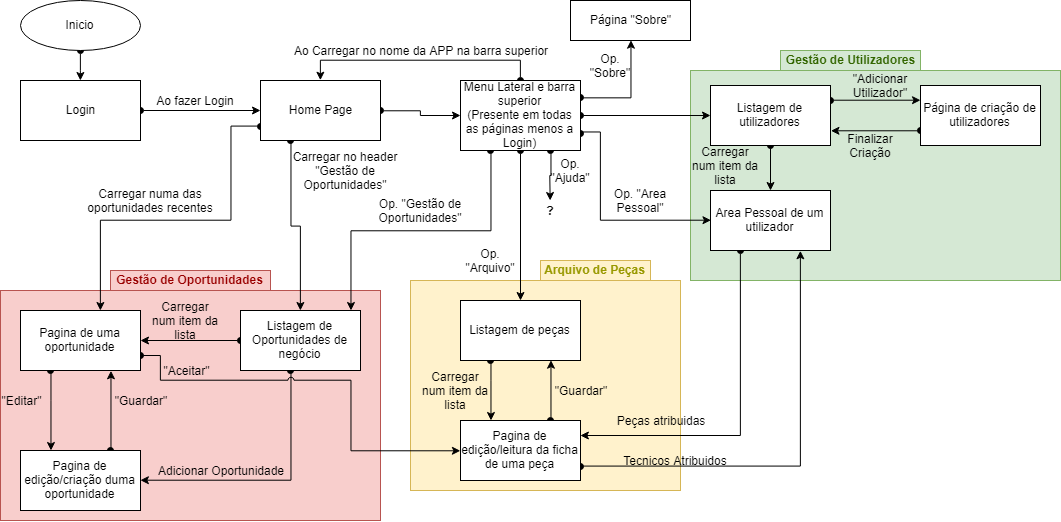 Inicio
Página "Sobre"
Ao Carregar no nome da APP na barra superior
Op.
"Sobre"
Gestão de Utilizadores
Login
Ao fazer Login
Home Page
Menu Lateral e barra
superior
(Presente em todas
as páginas menos a
Login)
Listagem de
utilizadores
"Adicionar
Utilizador"
Página de criação de
utilizadores
Finalizar
Criação
Carregar no header
"Gestão de
Oportunidades"
Op.
"Ajuda"
?
Carregar
num item da
lista
Carregar numa das
oportunidades recentes
Op. "Gestão de
Oportunidades"
Op. "Area
Pessoal"
Area Pessoal de um
utilizador
Op.
"Arquivo"
Gestão de Oportunidades
Arquivo de Peças
Pagina de uma
oportunidade
Carregar
num item da
lista
Listagem de
Oportunidades de
negócio
Listagem de peças
"Aceitar"
Carregar
num item da
lista
"Guardar"
"Editar"
"Guardar"
Peças atribuidas
Pagina de
edição/criação duma
oportunidade
Adicionar Oportunidade
Pagina de
edição/leitura da ficha
de uma peça
Tecnicos Atribuidos